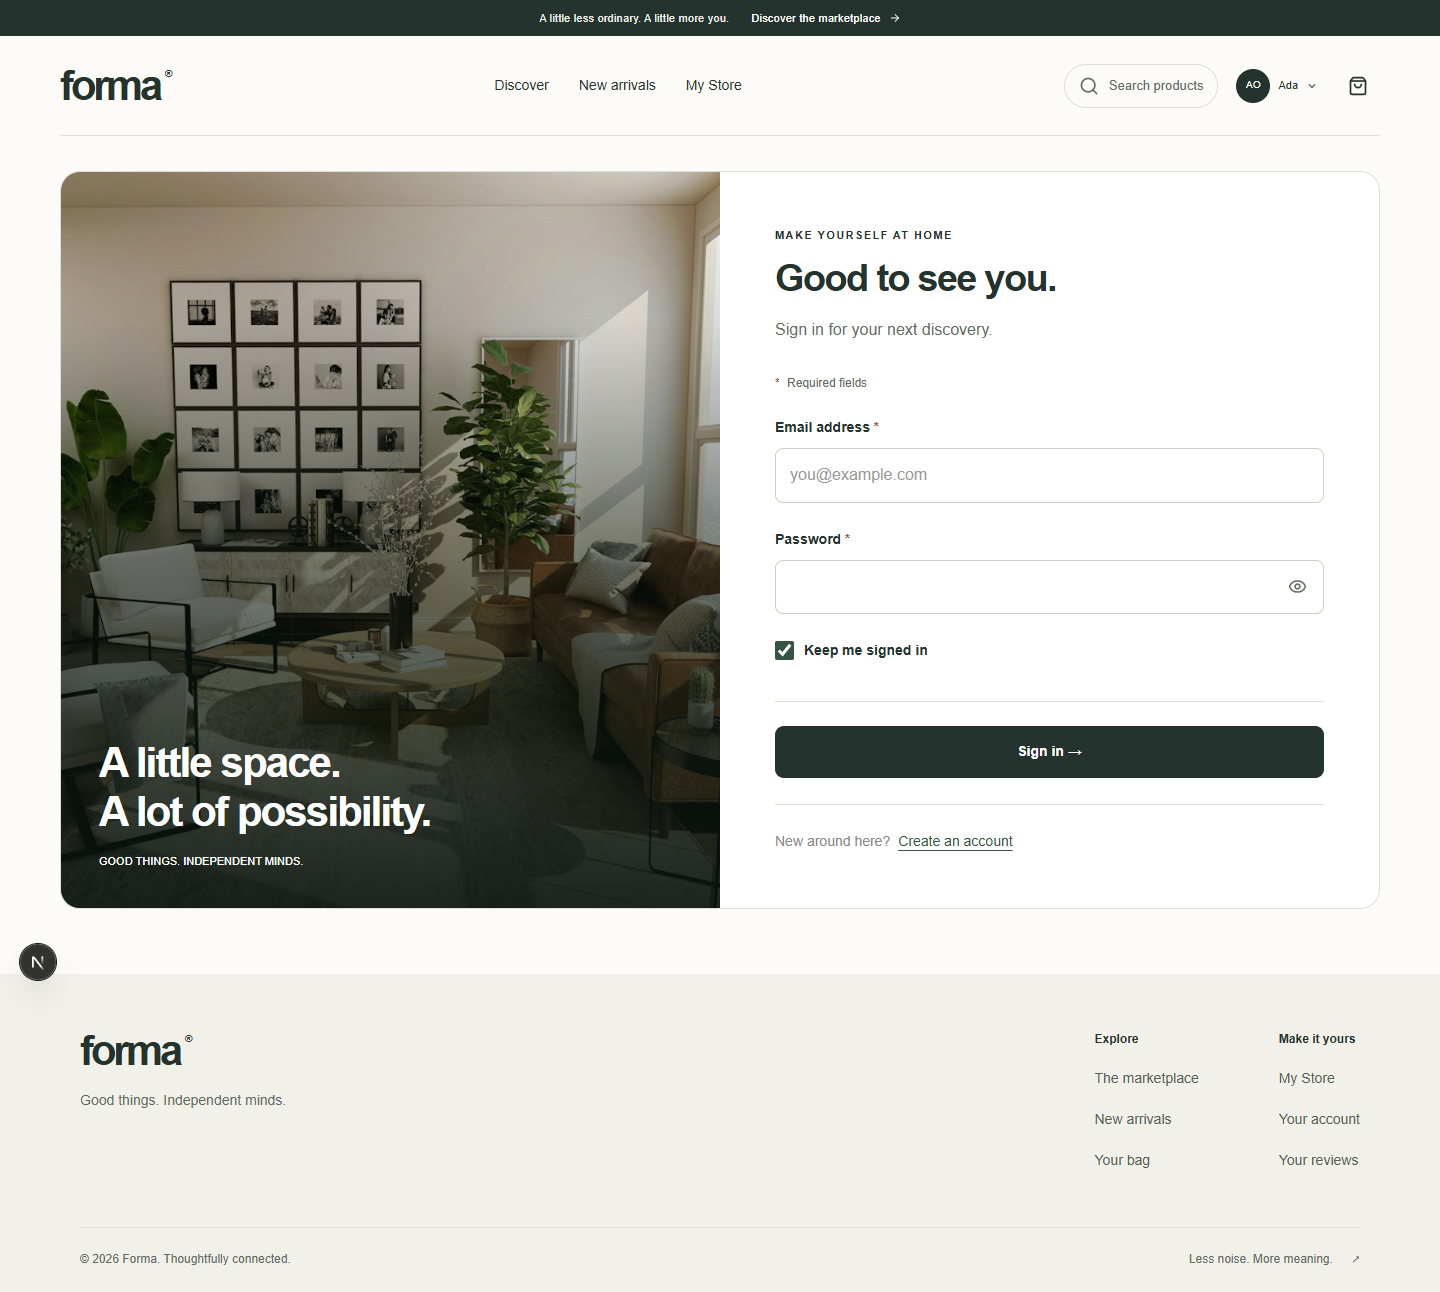 A little less ordinary. A little more you. Discover the marketplace →
forma®
Discover New arrivals My Store
Search products
AO Ada
A little space.
A lot of possibility.
GOOD THINGS. INDEPENDENT MINDS.
MAKE YOURSELF AT HOME
Good to see you.
Sign in for your next discovery.
* Required fields
Email address *
you@example.com
Password *
Keep me signed in
Sign in →
New around here? Create an account
N
forma®
Good things. Independent minds.
Explore
The marketplace
New arrivals
Your bag
Make it yours
My Store
Your account
Your reviews
© 2026 Forma. Thoughtfully connected.
Less noise. More meaning. ↗